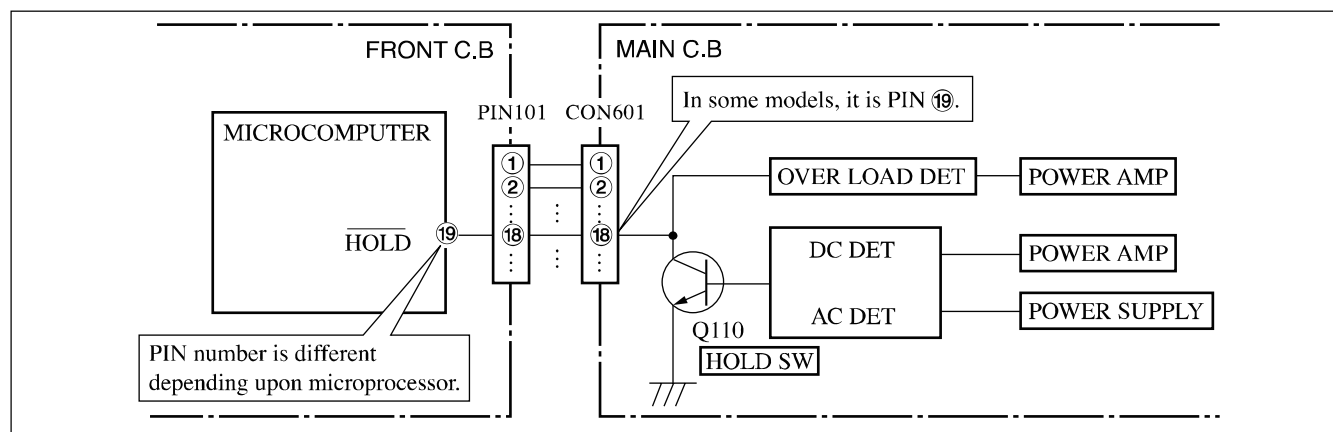 FRONT C.B
MAIN C.B
In some models, it is PIN ⑲.
PIN101
CON601
MICROCOMPUTER
①
①
②
②
OVER LOAD DET
POWER AMP
HOLD
⑲
⑱
⑱
DC DET
POWER AMP
AC DET
POWER SUPPLY
Q110
HOLD SW
PIN number is different
depending upon microprocessor.